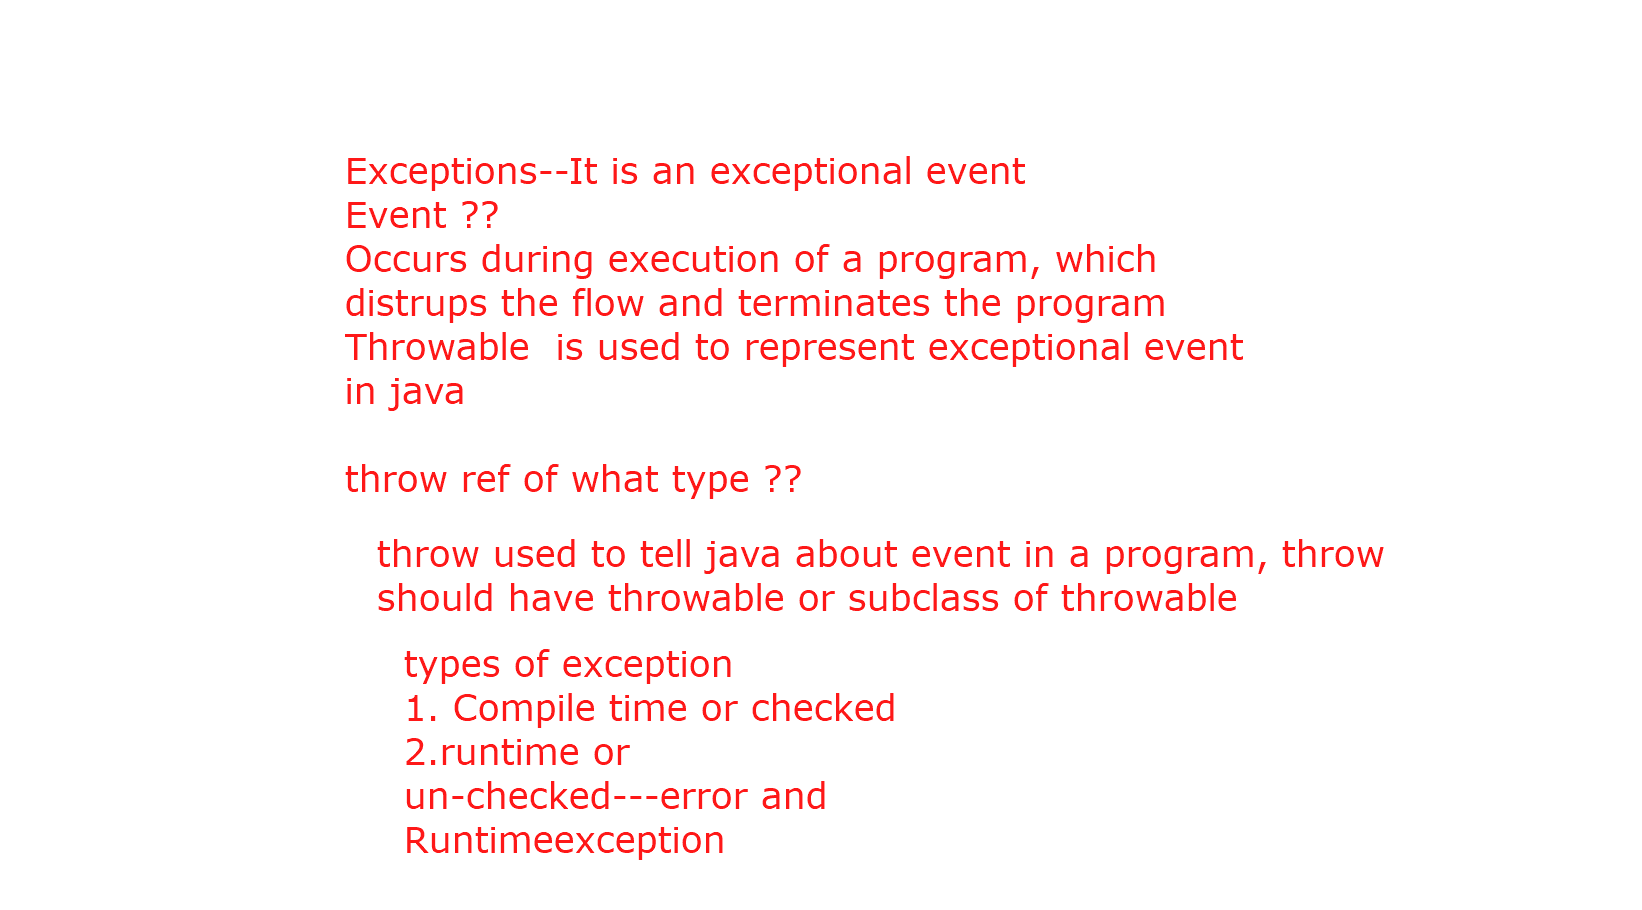 Exceptions--It is an exceptional event
Event ??
Occurs during execution of a program, which
distrups the flow and terminates the program
Throwable  is used to represent exceptional event
in java
throw ref of what type ??
throw used to tell java about event in a program, throw
should have throwable or subclass of throwable
types of exception
1. Compile time or checked
2.runtime or
un-checked---error and
Runtimeexception